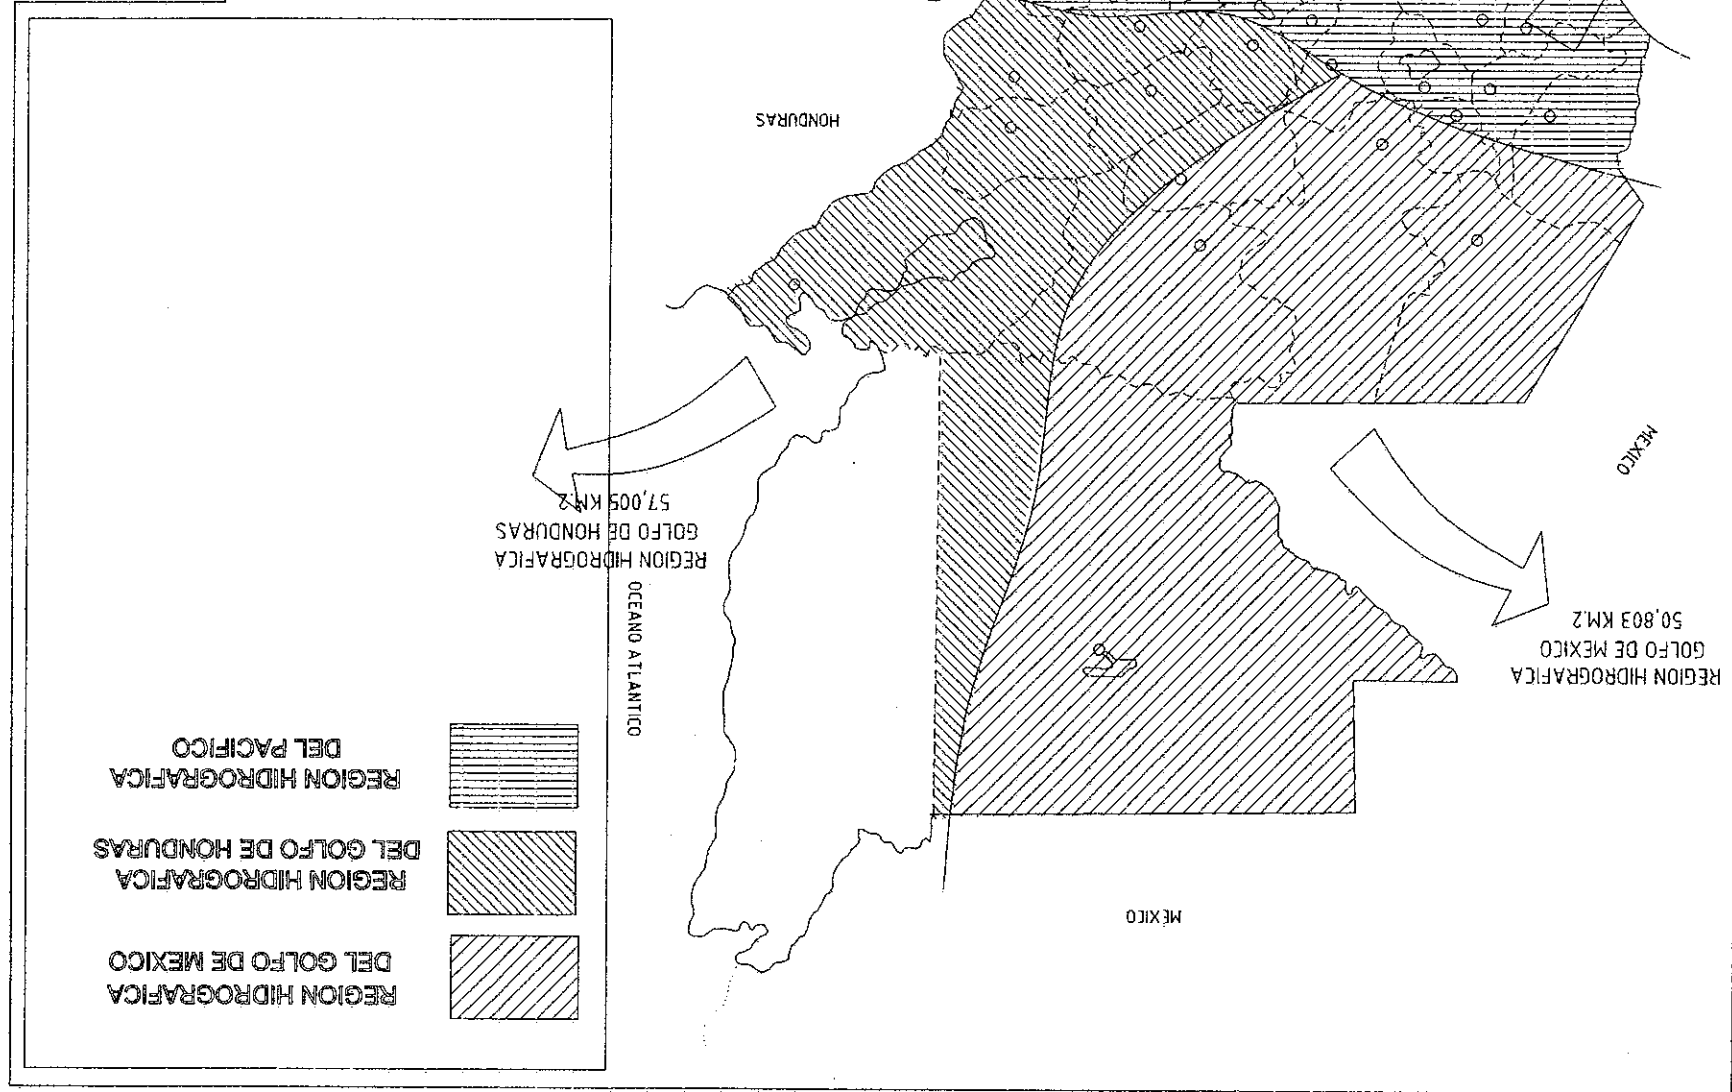 REGION HIDROGRAFICA
DEL GOLFO DE MEXICO
REGION HIDROGRAFICA
DEL GOLFO DE HONDURAS
REGION HIDROGRAFICA
DEL PACIFICO
MEXICO
REGION HIDROGRAFICA
GOLFO DE MEXICO
50,803 KM.2
OCEANO ATLANTICO
REGION HIDROGRAFICA
GOLFO DE HONDURAS
57,005 KM.2
MEXICO
HONDURAS